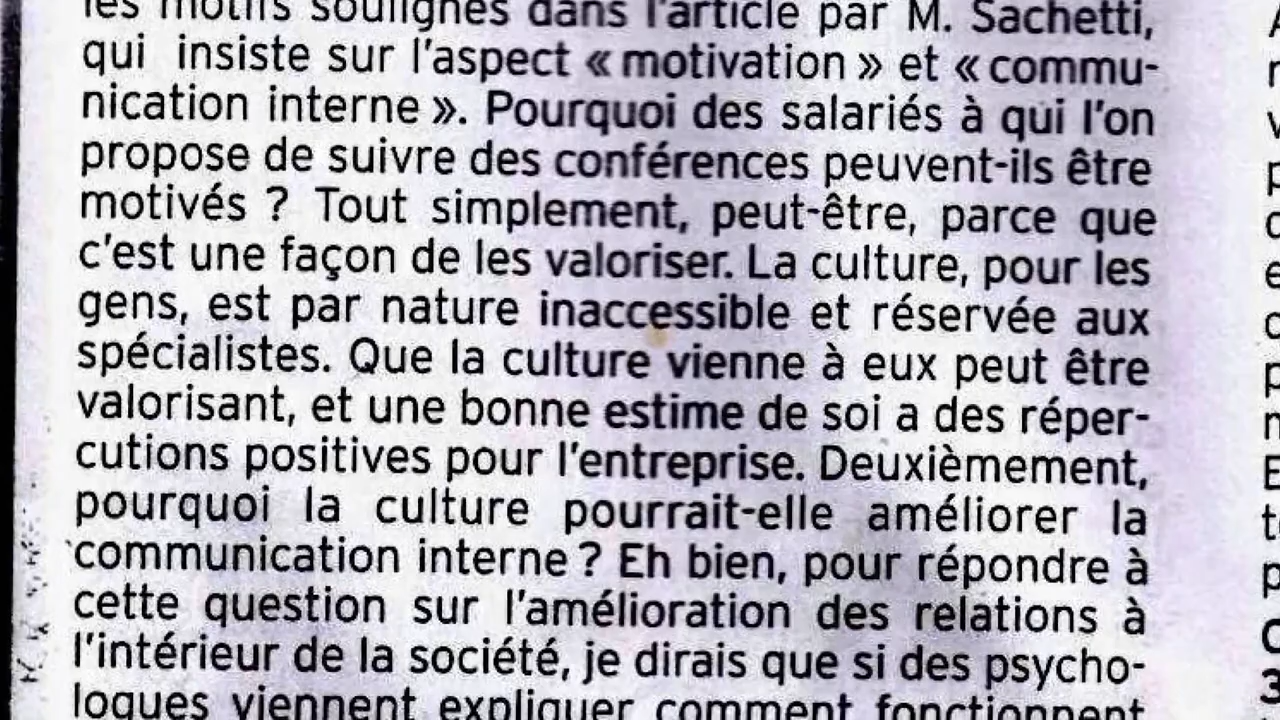 les motifs soulignés dans l'article par M. Sachetti,
qui insiste sur l'aspect « motivation » et « commu-
nication interne ». Pourquoi des salariés à qui l'on
propose de suivre des conférences peuvent-ils être
motivés ? Tout simplement, peut-être, parce que
c'est une façon de les valoriser. La culture, pour les
gens, est par nature inaccessible et réservée aux
spécialistes. Que la culture vienne à eux peut être
valorisant, et une bonne estime de soi a des réper-
cutions positives pour l'entreprise. Deuxièmement,
pourquoi la culture pourrait-elle améliorer la
communication interne ? Eh bien, pour répondre à
cette question sur l'amélioration des relations à
l'intérieur de la société, je dirais que si des psycho-
logues viennent expliquer comment fonctionnent